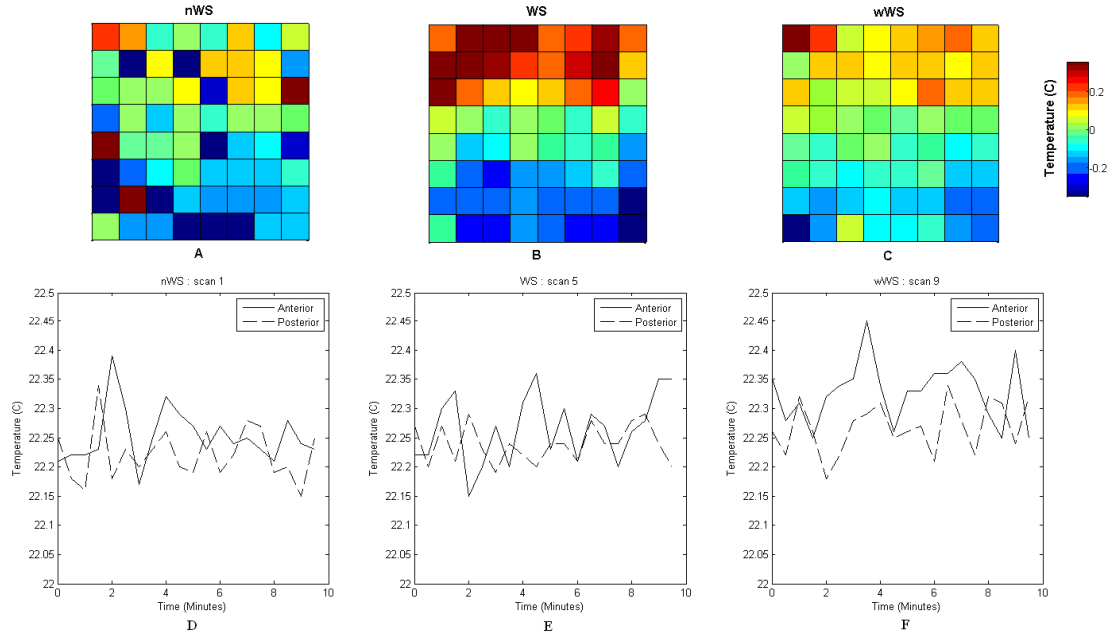 nWS
WS
wWS
Temperature (C)
0.2
-0.2
A
B
C
nWS : scan 1
22.5
22.45
22.4
22.35
22.3
22.25
22.2
22.15
22.1
22.05
22
Temperature (C)
Anterior
Posterior
0 2 4 6 8 10
Time (Minutes)
D
WS : scan 5
22.5
22.45
22.4
22.35
22.3
22.25
22.2
22.15
22.1
22.05
22
Temperature (C)
Anterior
Posterior
0 2 4 6 8 10
Time (Minutes)
E
wWS : scan 9
22.5
22.45
22.4
22.35
22.3
22.25
22.2
22.15
22.1
22.05
22
Temperature (C)
Anterior
Posterior
0 2 4 6 8 10
Time (Minutes)
F